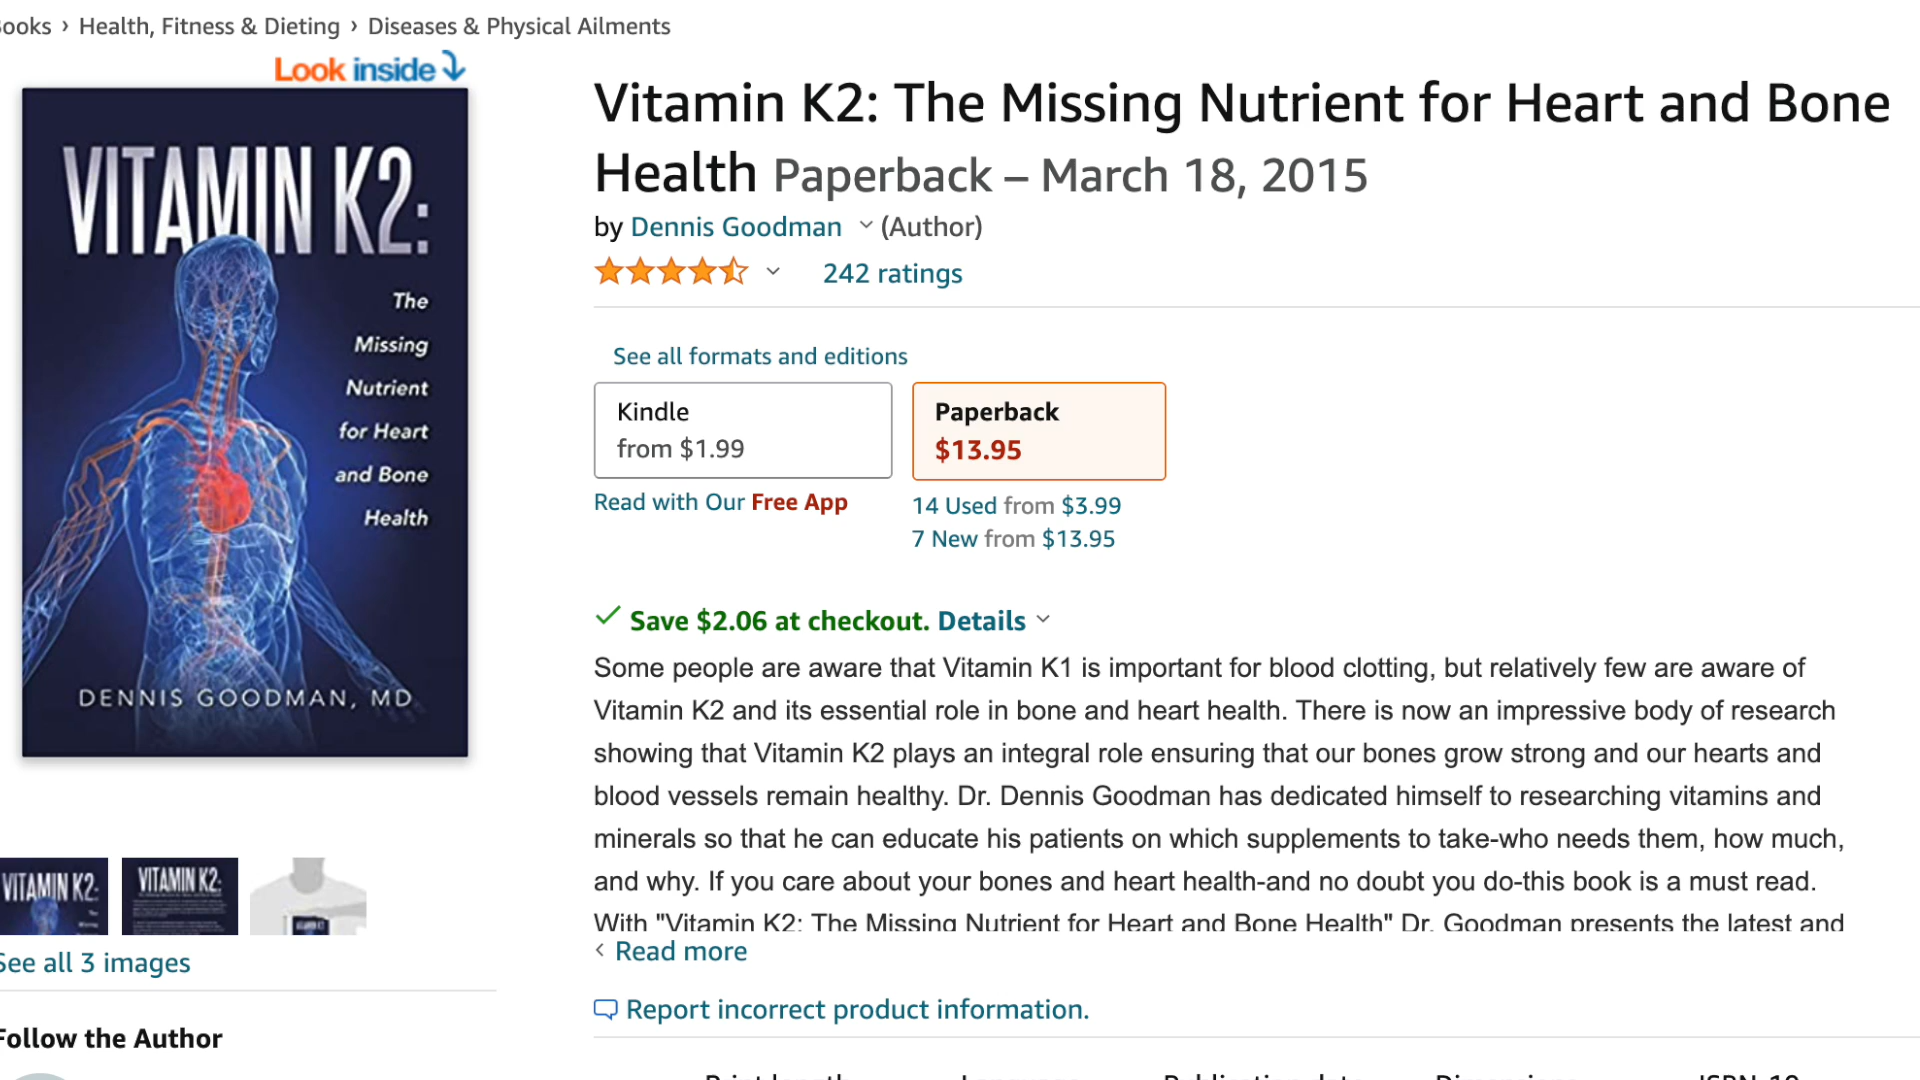 ooks › Health, Fitness & Dieting › Diseases & Physical Ailments
Look inside
VITAMIN K2:
The
Missing
Nutrient
for Heart
and Bone
Health
DENNIS GOODMAN, MD
VITAMIN K2:
VITAMIN K2:
See all 3 images
Follow the Author
Vitamin K2: The Missing Nutrient for Heart and Bone
Health Paperback – March 18, 2015
by Dennis Goodman (Author)
242 ratings
See all formats and editions
Kindle
from $1.99
Read with Our Free App
Paperback
$13.95
14 Used from $3.99
7 New from $13.95
Save $2.06 at checkout. Details
Some people are aware that Vitamin K1 is important for blood clotting, but relatively few are aware of
Vitamin K2 and its essential role in bone and heart health. There is now an impressive body of research
showing that Vitamin K2 plays an integral role ensuring that our bones grow strong and our hearts and
blood vessels remain healthy. Dr. Dennis Goodman has dedicated himself to researching vitamins and
minerals so that he can educate his patients on which supplements to take-who needs them, how much,
and why. If you care about your bones and heart health-and no doubt you do-this book is a must read.
With "Vitamin K2: The Missing Nutrient for Heart and Bone Health" Dr. Goodman presents the latest and
Read more
Report incorrect product information.
Print length Language Publication date Dimensions ISBN-10